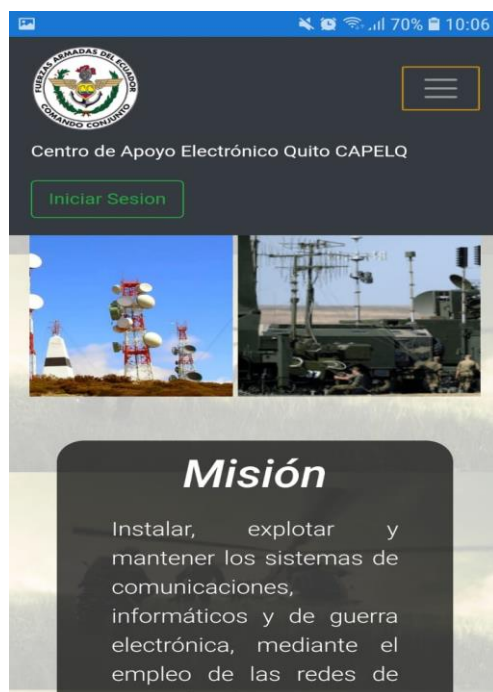 70% 10:06
FUERZAS ARMADAS DEL ECUADOR
COMANDO CONJUNTO
Centro de Apoyo Electrónico Quito CAPELQ
Iniciar Sesion
Misión
Instalar, explotar y
mantener los sistemas de
comunicaciones,
informáticos y de guerra
electrónica, mediante el
empleo de las redes de